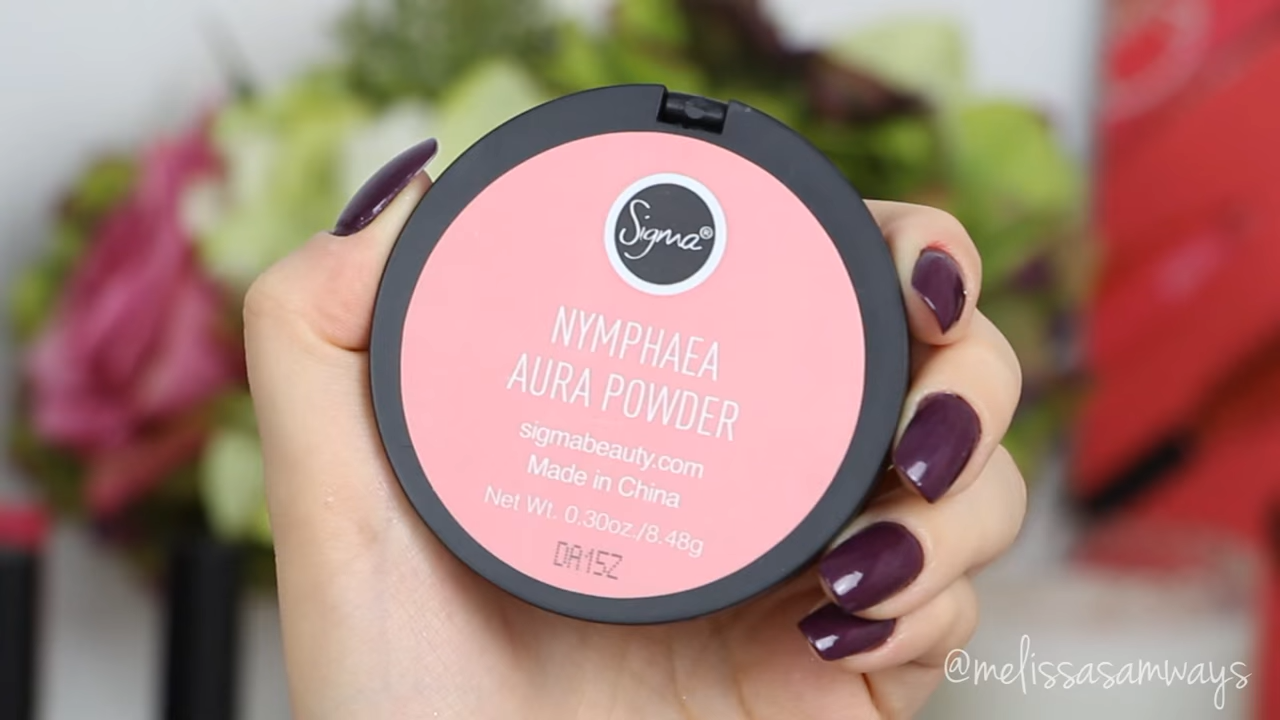 Sigma®
NYMPHAEA
AURA POWDER
sigmabeauty.com
Made in China
Net Wt. 0.30oz./8.48g
DA15Z
@melissasamways